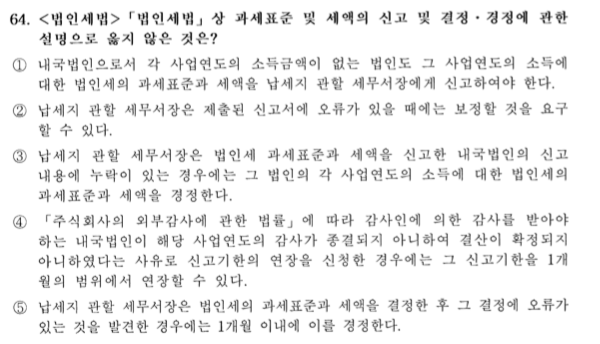 64. <법인세법>「법인세법」상 과세표준 및 세액의 신고 및 결정·경정에 관한
설명으로 옳지 않은 것은?
① 내국법인으로서 각 사업연도의 소득금액이 없는 법인도 그 사업연도의 소득에
대한 법인세의 과세표준과 세액을 납세지 관할 세무서장에게 신고하여야 한다.
② 납세지 관할 세무서장은 제출된 신고서에 오류가 있을 때에는 보정할 것을 요구
할 수 있다.
③ 납세지 관할 세무서장은 법인세 과세표준과 세액을 신고한 내국법인의 신고
내용에 누락이 있는 경우에는 그 법인의 각 사업연도의 소득에 대한 법인세의
과세표준과 세액을 경정한다.
④ 「주식회사의 외부감사에 관한 법률」에 따라 감사인에 의한 감사를 받아야
하는 내국법인이 해당 사업연도의 감사가 종결되지 아니하여 결산이 확정되지
아니하였다는 사유로 신고기한의 연장을 신청한 경우에는 그 신고기한을 1개
월의 범위에서 연장할 수 있다.
⑤ 납세지 관할 세무서장은 법인세의 과세표준과 세액을 결정한 후 그 결정에 오류가
있는 것을 발견한 경우에는 1개월 이내에 이를 경정한다.